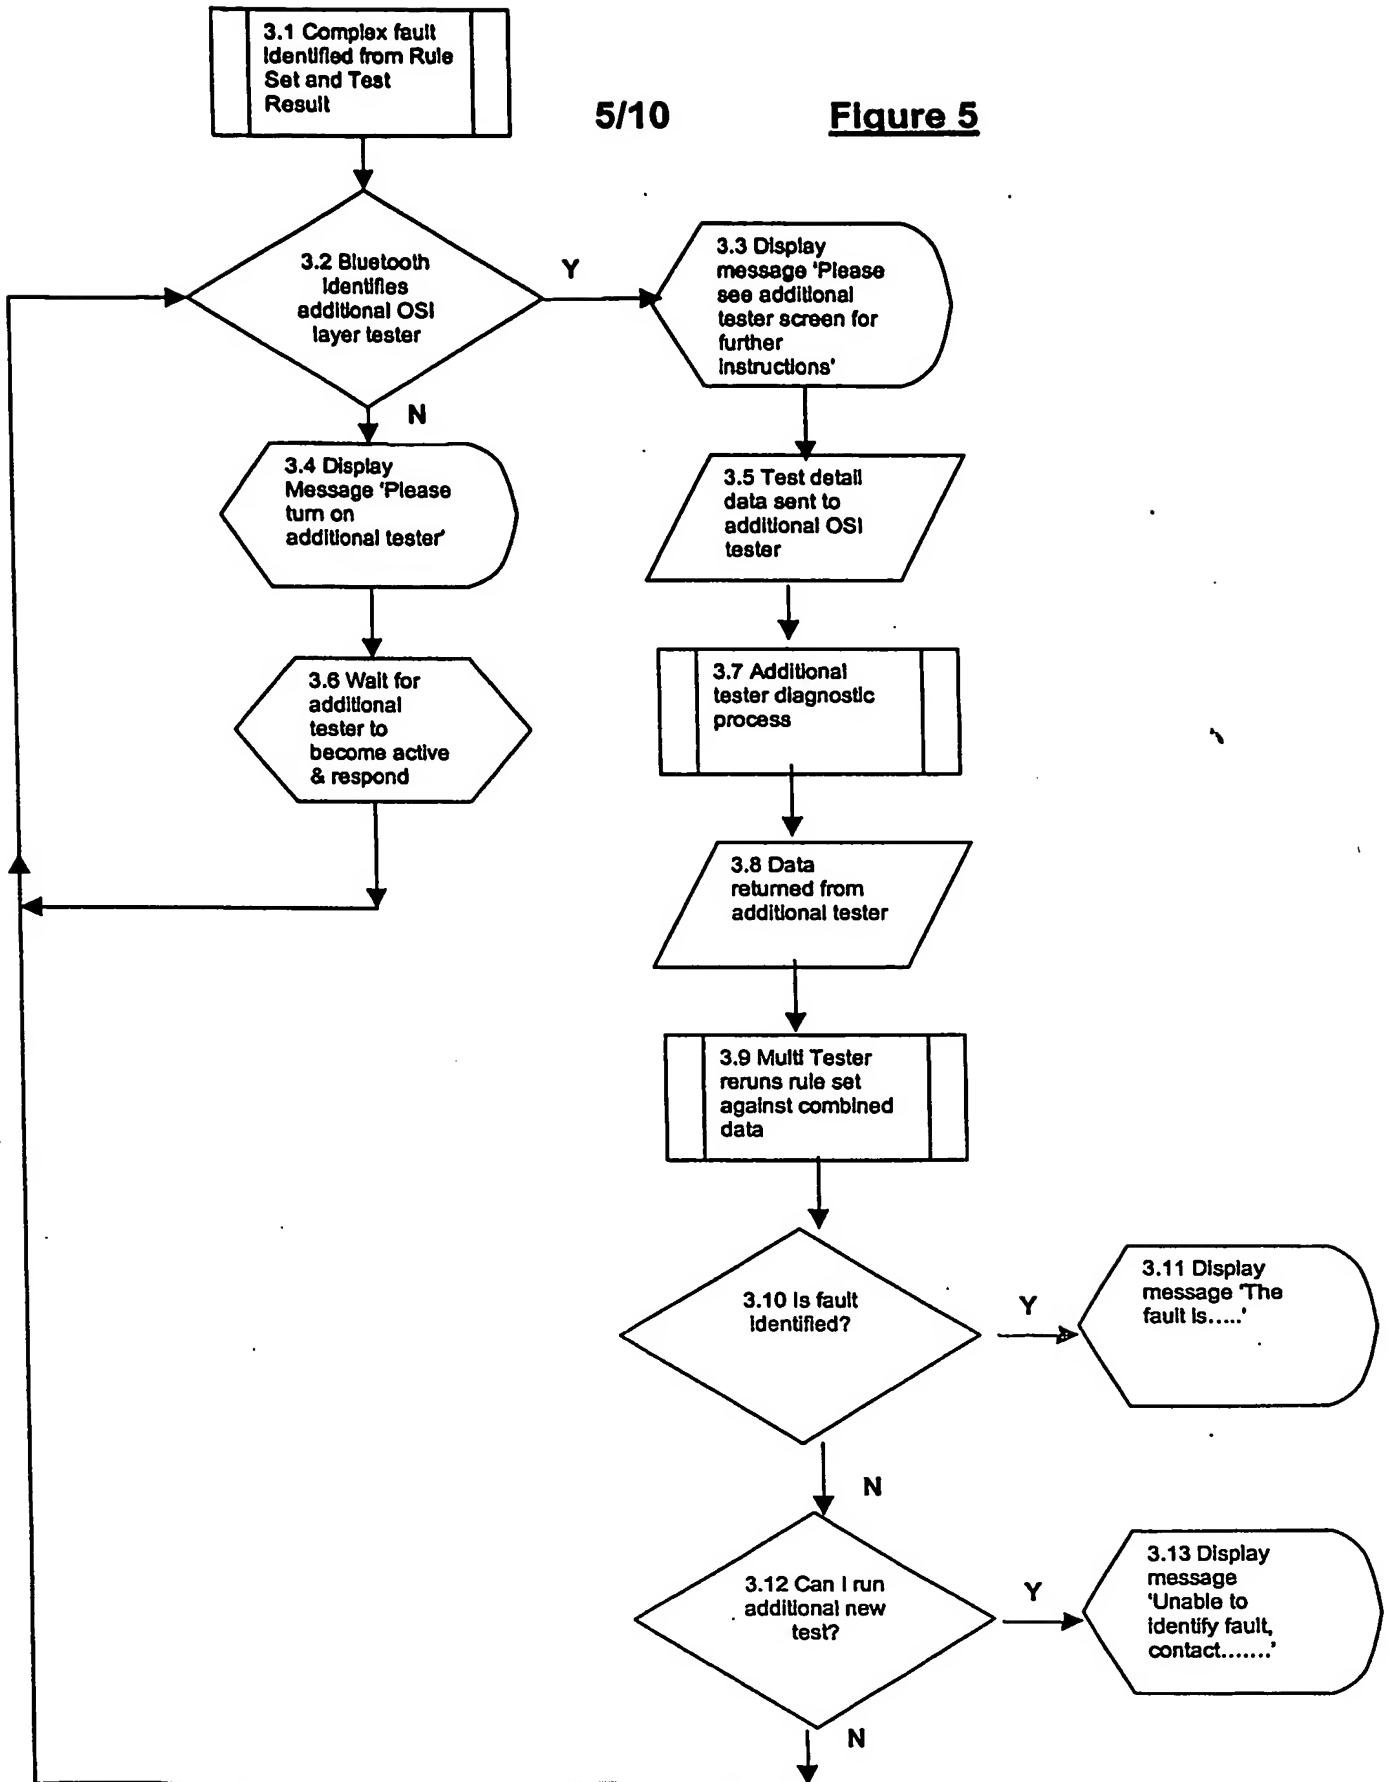 3.1 Complex fault
Identified from Rule
Set and Test
Result
5/10
Figure 5
3.2 Bluetooth
identifies
additional OSI
layer tester
Y
3.3 Display
message 'Please
see additional
tester screen for
further
instructions'
N
3.4 Display
Message 'Please
turn on
additional tester'
3.5 Test detail
data sent to
additional OSI
tester
3.6 Wait for
additional
tester to
become active
& respond
3.7 Additional
tester diagnostic
process
3.8 Data
returned from
additional tester
3.9 Multi Tester
reruns rule set
against combined
data
3.10 Is fault
identified?
Y
3.11 Display
message 'The
fault is.....'
N
3.12 Can I run
additional new
test?
Y
3.13 Display
message
'Unable to
identify fault,
contact.......'
N